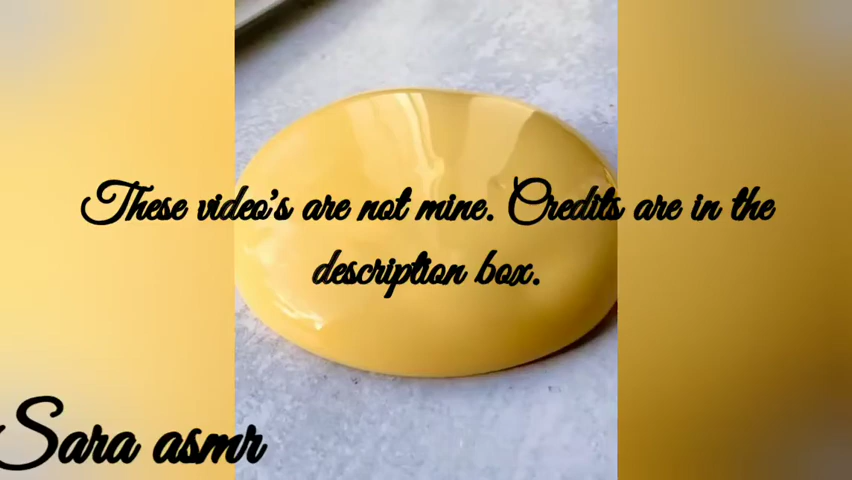 These video's are not mine. Credits are in the
description box.
Sara asmr